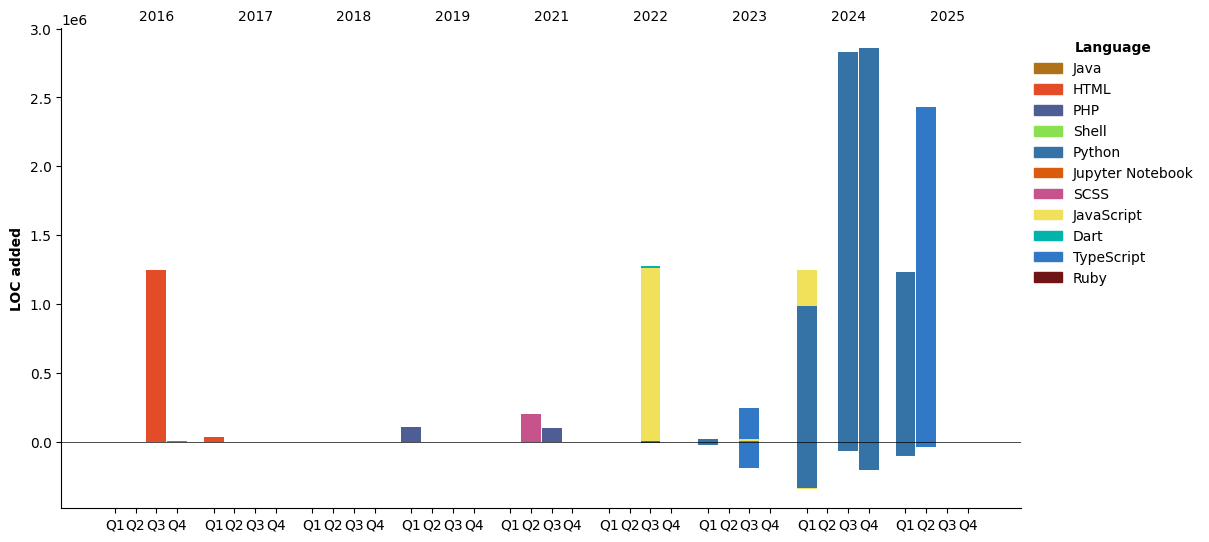 2016 2017 2018 2019 2021 2022 2023 2024 2025
1e6
3.0
2.5
2.0
1.5
1.0
0.5
0.0
LOC added
Q1 Q2 Q3 Q4 Q1 Q2 Q3 Q4 Q1 Q2 Q3 Q4 Q1 Q2 Q3 Q4 Q1 Q2 Q3 Q4 Q1 Q2 Q3 Q4 Q1 Q2 Q3 Q4 Q1 Q2 Q3 Q4 Q1 Q2 Q3 Q4
Language
Java
HTML
PHP
Shell
Python
Jupyter Notebook
SCSS
JavaScript
Dart
TypeScript
Ruby